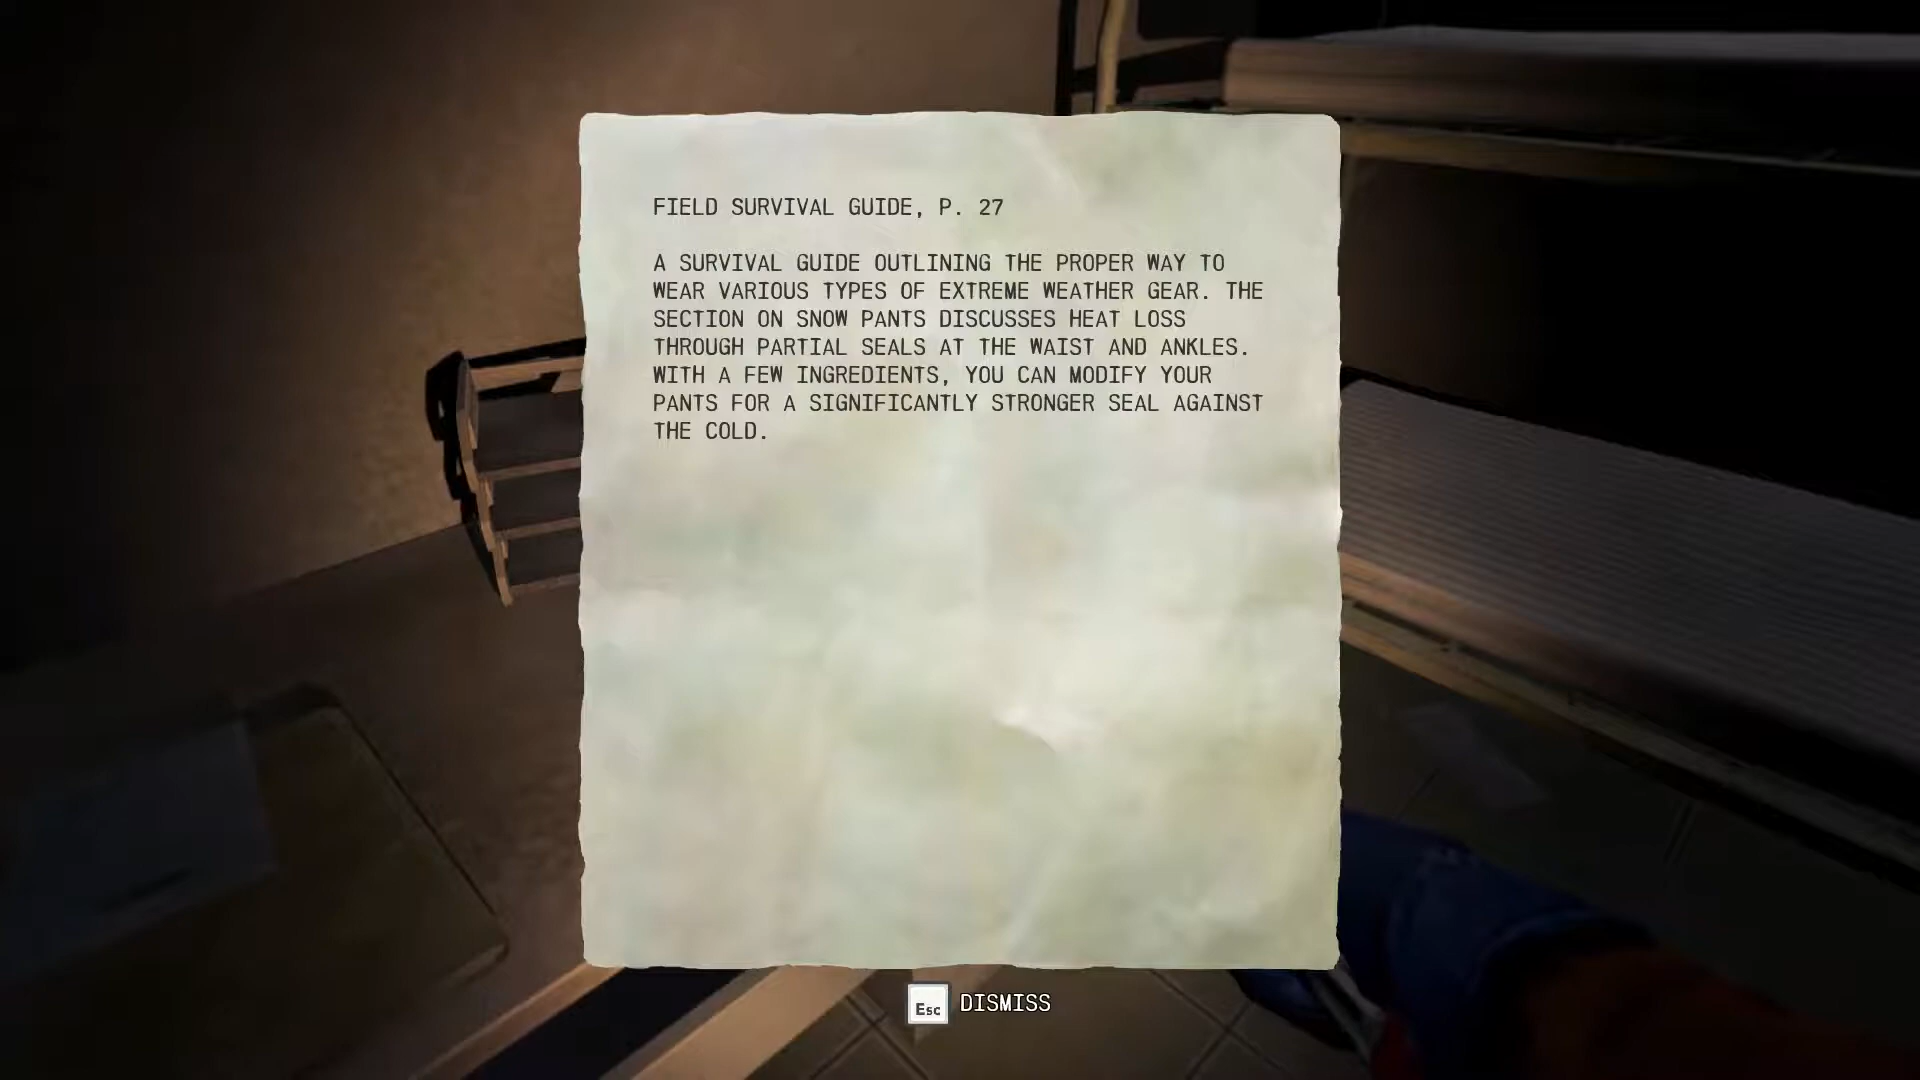 FIELD SURVIVAL GUIDE, P. 27
A SURVIVAL GUIDE OUTLINING THE PROPER WAY TO
WEAR VARIOUS TYPES OF EXTREME WEATHER GEAR. THE
SECTION ON SNOW PANTS DISCUSSES HEAT LOSS
THROUGH PARTIAL SEALS AT THE WAIST AND ANKLES.
WITH A FEW INGREDIENTS, YOU CAN MODIFY YOUR
PANTS FOR A SIGNIFICANTLY STRONGER SEAL AGAINST
THE COLD.
Esc DISMISS